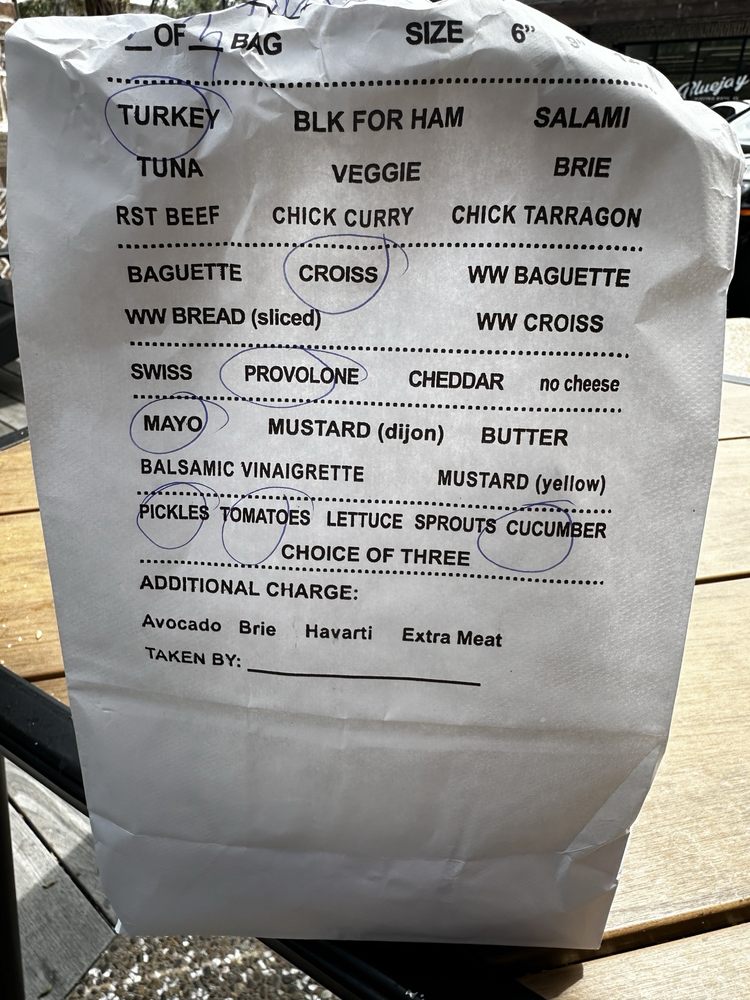 _ OF _ BAG SIZE 6"
Bluejay
TURKEY BLK FOR HAM SALAMI
TUNA VEGGIE BRIE
RST BEEF CHICK CURRY CHICK TARRAGON
BAGUETTE CROISS WW BAGUETTE
WW BREAD (sliced) WW CROISS
SWISS PROVOLONE CHEDDAR no cheese
MAYO MUSTARD (dijon) BUTTER
BALSAMIC VINAIGRETTE MUSTARD (yellow)
PICKLES TOMATOES LETTUCE SPROUTS CUCUMBER
CHOICE OF THREE
ADDITIONAL CHARGE:
Avocado Brie Havarti Extra Meat
TAKEN BY: